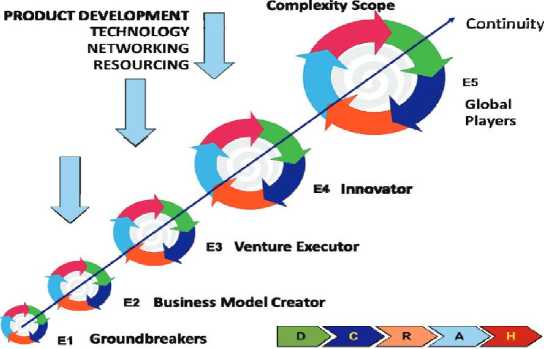 PRODUCT DEVELOPMENT
TECHNOLOGY
NETWORKING
RESOURCING
Complexity Scope
Continuity
E5
Global
Players
E4 Innovator
E3 Venture Executor
E2 Business Model Creator
E1 Groundbreakers
D C R A H